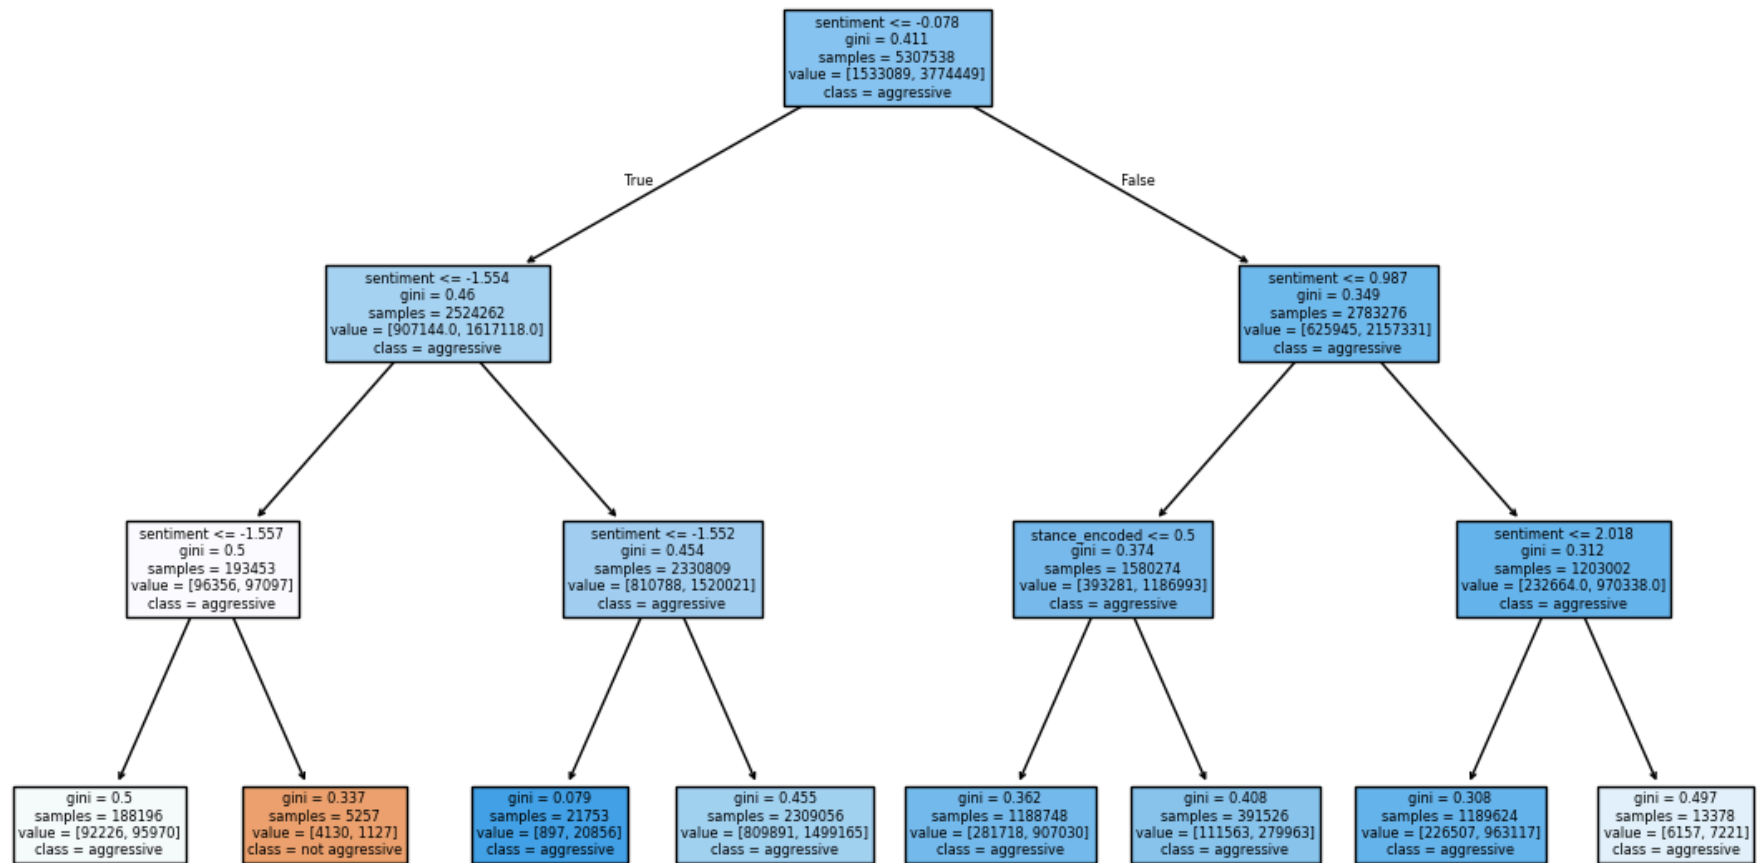 sentiment <= -0.078
gini = 0.411
samples = 5307538
value = [1533089, 3774449]
class = aggressive
True
False
sentiment <= -1.554
gini = 0.46
samples = 2524262
value = [907144.0, 1617118.0]
class = aggressive
sentiment <= 0.987
gini = 0.349
samples = 2783276
value = [625945, 2157331]
class = aggressive
sentiment <= -1.557
gini = 0.5
samples = 193453
value = [96356, 97097]
class = aggressive
sentiment <= -1.552
gini = 0.454
samples = 2330809
value = [810788, 1520021]
class = aggressive
stance_encoded <= 0.5
gini = 0.374
samples = 1580274
value = [393281, 1186993]
class = aggressive
sentiment <= 2.018
gini = 0.312
samples = 1203002
value = [232664.0, 970338.0]
class = aggressive
gini = 0.5
samples = 188196
value = [92226, 95970]
class = aggressive
gini = 0.337
samples = 5257
value = [4130, 1127]
class = not aggressive
gini = 0.079
samples = 21753
value = [897, 20856]
class = aggressive
gini = 0.455
samples = 2309056
value = [809891, 1499165]
class = aggressive
gini = 0.362
samples = 1188748
value = [281718, 907030]
class = aggressive
gini = 0.408
samples = 391526
value = [111563, 279963]
class = aggressive
gini = 0.308
samples = 1189624
value = [226507, 963117]
class = aggressive
gini = 0.497
samples = 13378
value = [6157, 7221]
class = aggressive